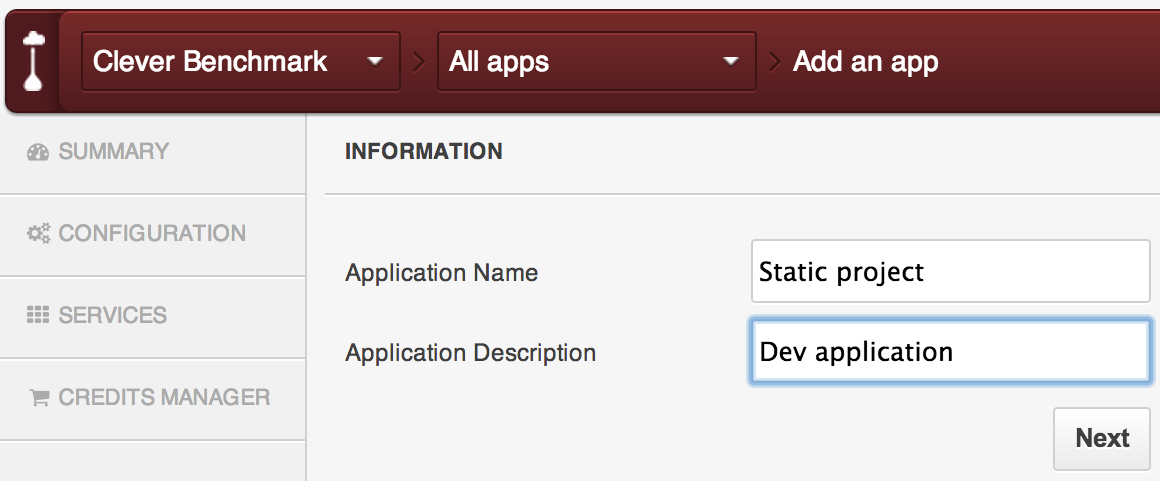 Clever Benchmark All apps Add an app
SUMMARY
INFORMATION
CONFIGURATION
Application Name Static project
SERVICES
Application Description Dev application
CREDITS MANAGER
Next